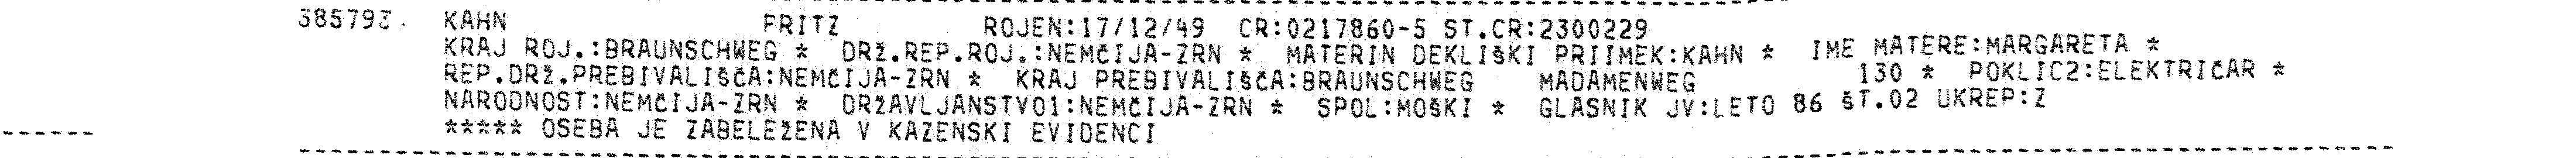 385793. KAHN FRITZ ROJEN:17/12/49 CR:0217860-5 ST.CR:2300229
KRAJ ROJ.:BRAUNSCHWEG * DRŽ.REP.ROJ.:NEMČIJA-ZRN * MATERIN DEKLIŠKI PRIIMEK:KAHN * IME MATERE:MARGARETA *
REP.DRŽ.PREBIVALIŠČA:NEMČIJA-ZRN * KRAJ PREBIVALIŠČA:BRAUNSCHWEG MADAMENWEG 130 * POKLIC2:ELEKTRIČAR *
NARODNOST:NEMČIJA-ZRN * DRŽAVLJANSTVO1:NEMČIJA-ZRN * SPOL:MOŠKI * GLASNIK JV:LETO 86 ŠT.02 UKREP:Z
***** OSEBA JE ZABELEŽENA V KAZENSKI EVIDENCI